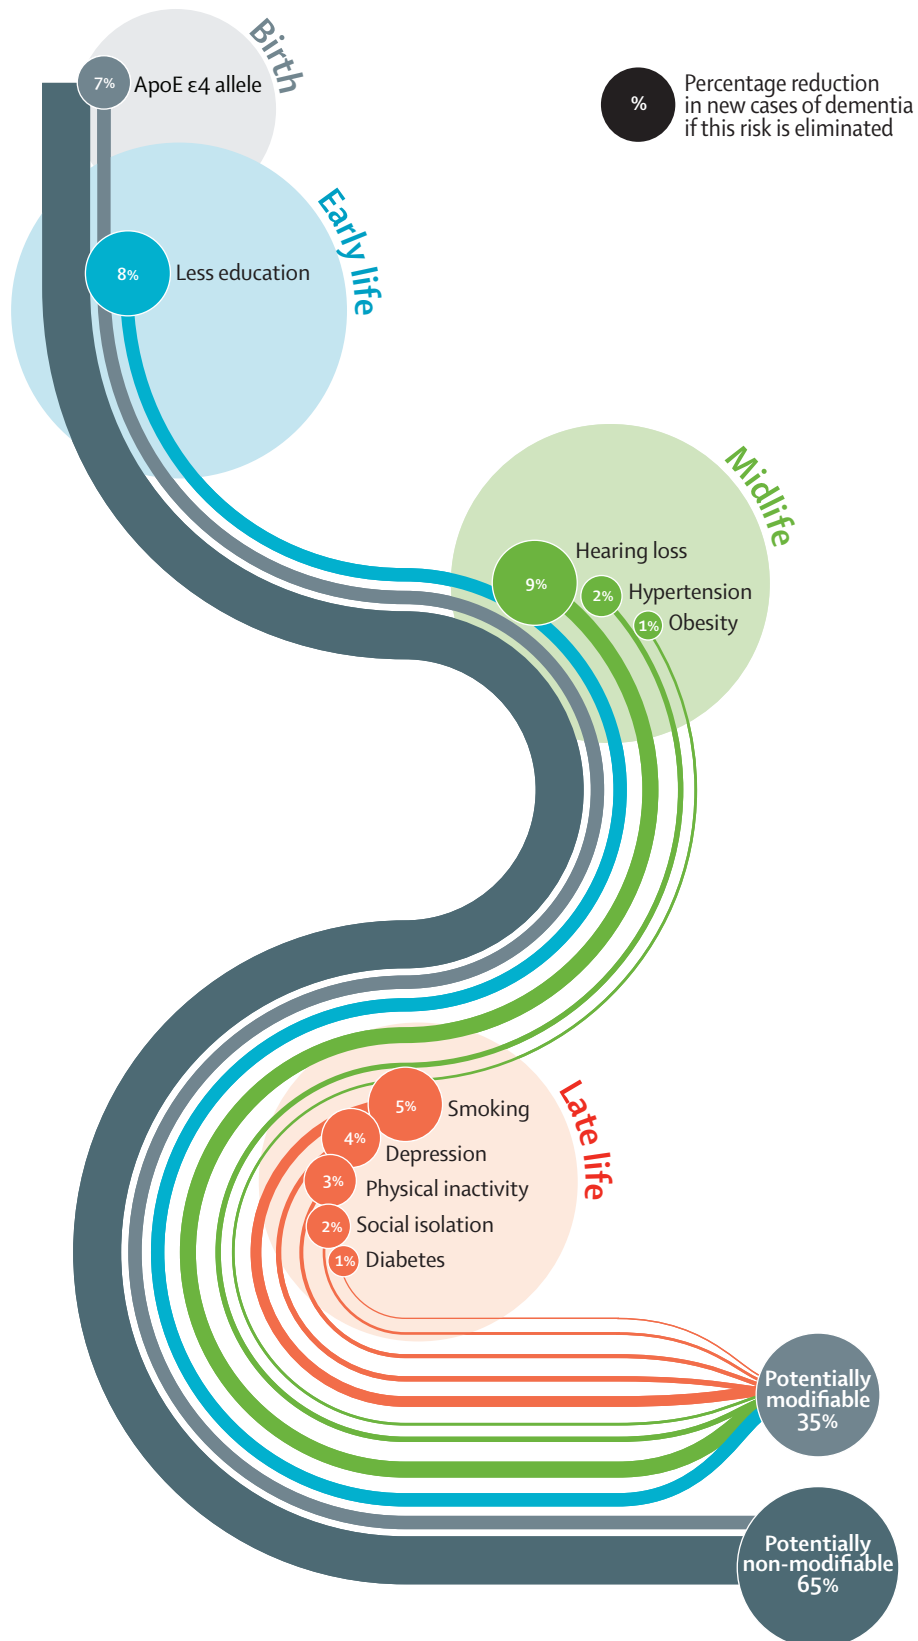 Birth
7%
ApoE ε4 allele
%
Percentage reduction
in new cases of dementia
if this risk is eliminated
Early life
8%
Less education
Midlife
Hearing loss
9%
2%
Hypertension
1%
Obesity
Late life
5%
Smoking
4%
Depression
3%
Physical inactivity
2%
Social isolation
1%
Diabetes
Potentially
modifiable
35%
Potentially
non-modifiable
65%